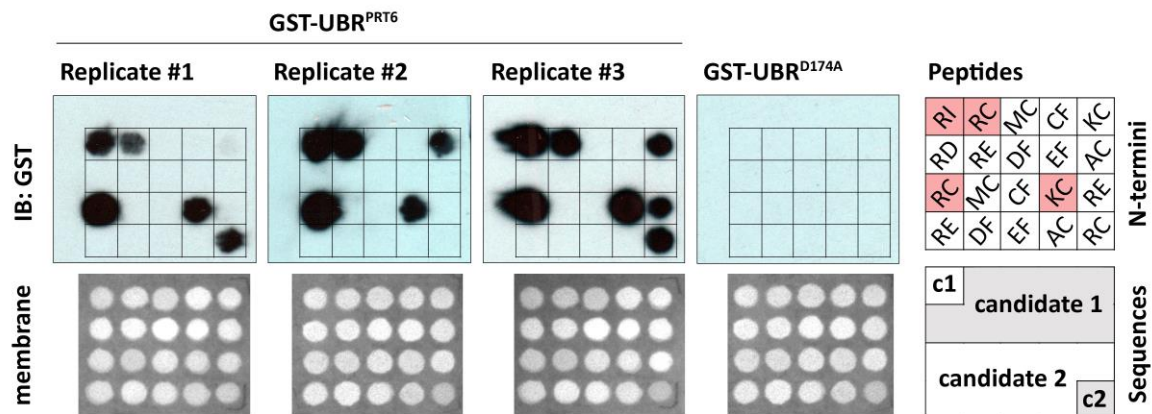 GST-UBR^PRT6
Replicate #1 Replicate #2 Replicate #3 GST-UBR^D174A Peptides
IB: GST
RI RC MC CF KC
RD RE DF EF AC
RC MC CF KC RE
RE DF EF AC RC
N-termini
membrane
c1
candidate 1
candidate 2
c2
Sequences